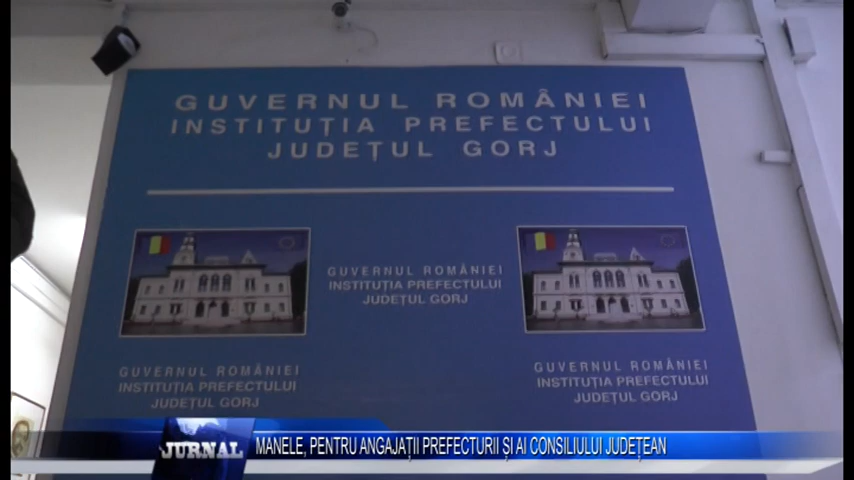 GUVERNUL ROMÂNIEI
INSTITUȚIA PREFECTULUI
JUDEȚUL GORJ
GUVERNUL ROMÂNIEI
INSTITUȚIA PREFECTULUI
JUDEȚUL GORJ
GUVERNUL ROMÂNIEI
INSTITUȚIA PREFECTULUI
JUDEȚUL GORJ
GUVERNUL ROMÂNIEI
INSTITUȚIA PREFECTULUI
JUDEȚUL GORJ
JURNAL
MANELE, PENTRU ANGAJAȚII PREFECTURII ȘI AI CONSILIULUI JUDEȚEAN